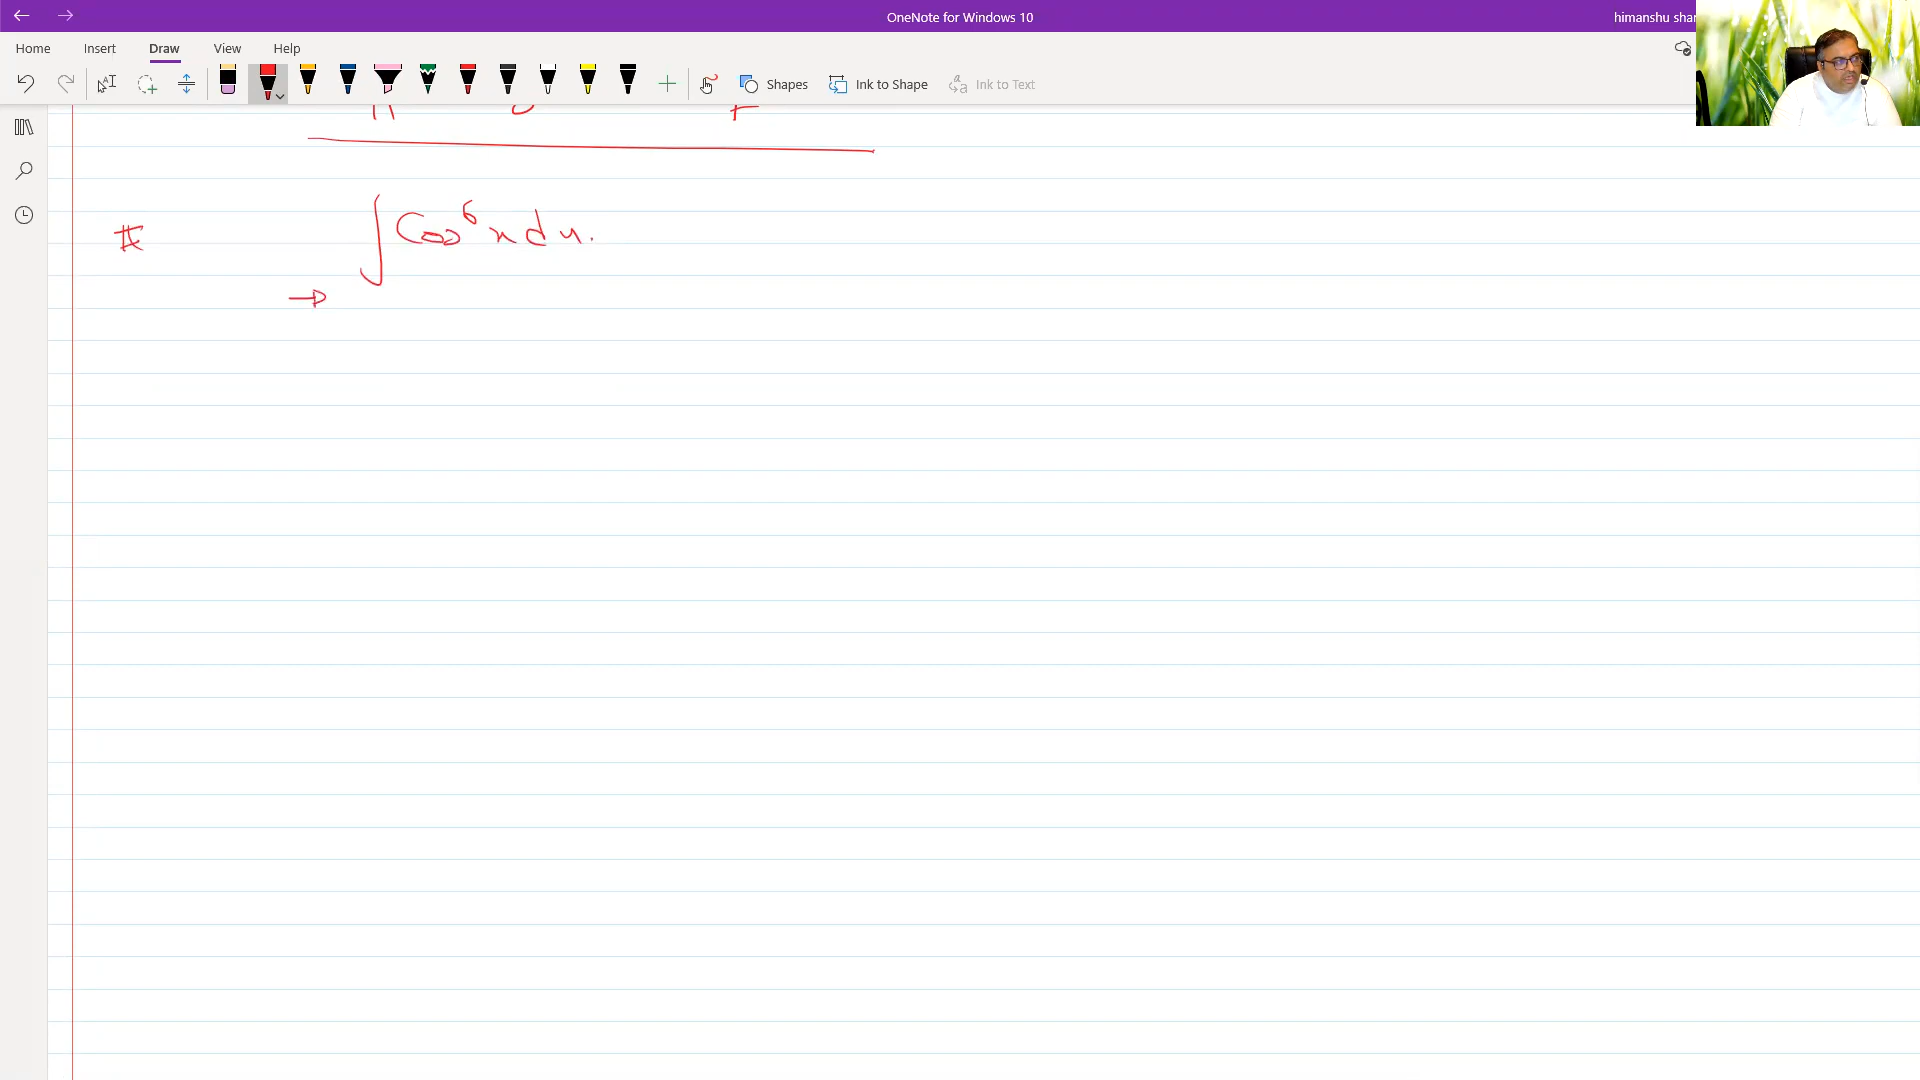 OneNote for Windows 10
himanshu shar
Home Insert Draw View Help
Shapes Ink to Shape Ink to Text
# ∫ Cos⁶ x dx.
→